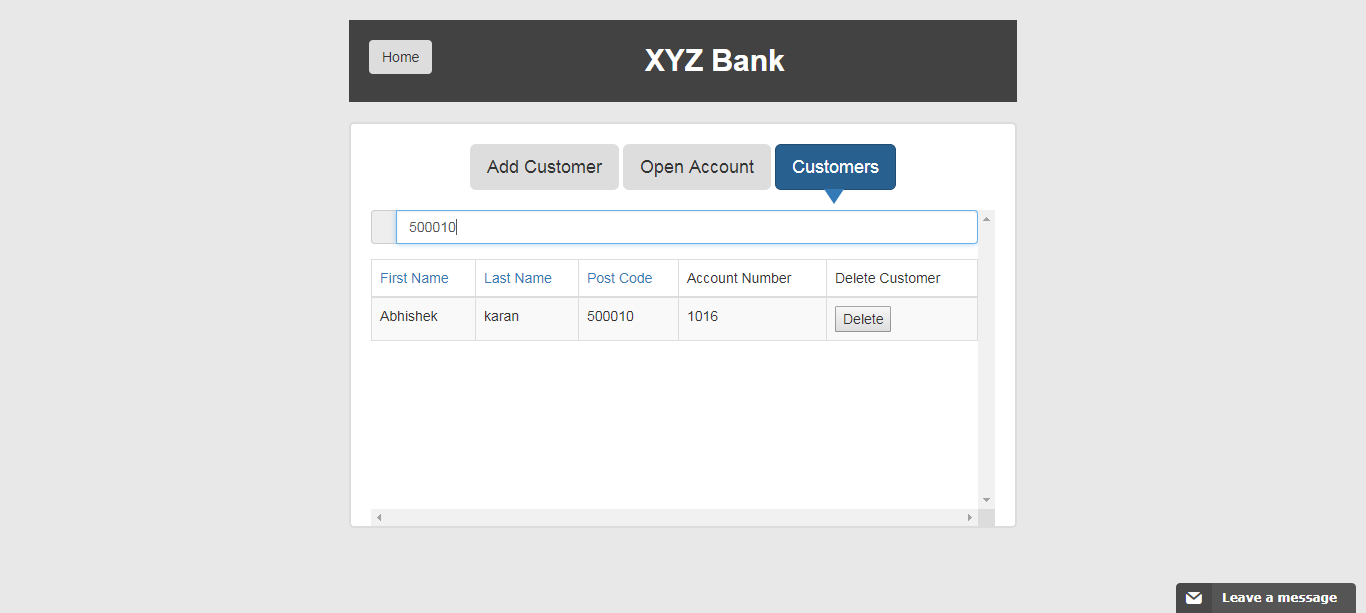 Home
XYZ Bank
Add Customer Open Account Customers
500010
First Name Last Name Post Code Account Number Delete Customer
Abhishek karan 500010 1016 Delete
Leave a message